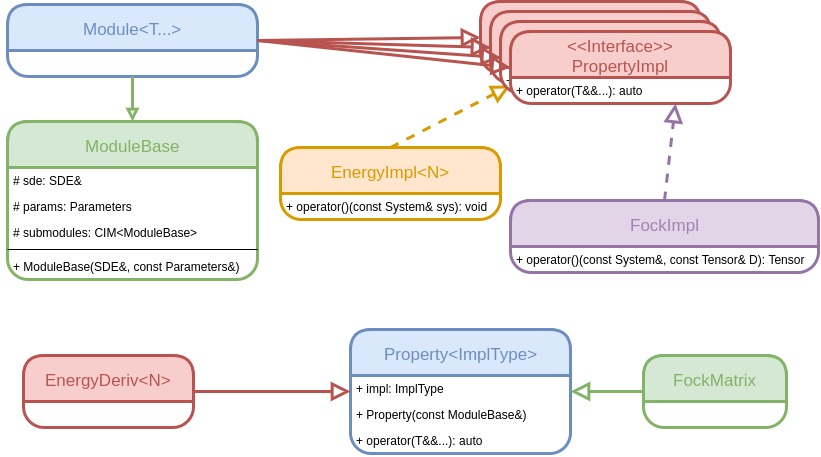 Module<T...>
<<Interface>>
PropertyImpl
+ operator(T&&...): auto
ModuleBase
# sde: SDE&
# params: Parameters
# submodules: CIM<ModuleBase>
+ ModuleBase(SDE&, const Parameters&)
EnergyImpl<N>
+ operator()(const System& sys): void
FockImpl
+ operator()(const System&, const Tensor& D): Tensor
EnergyDeriv<N>
Property<ImplType>
+ impl: ImplType
+ Property(const ModuleBase&)
+ operator(T&&...): auto
FockMatrix